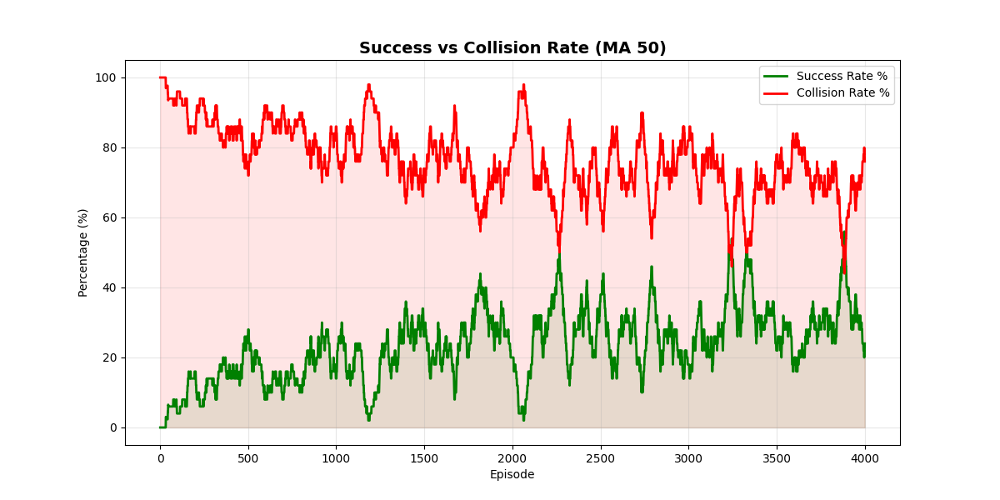 Success vs Collision Rate (MA 50)
Success Rate %
Collision Rate %
Percentage (%)
100
80
60
40
20
0
0 500 1000 1500 2000 2500 3000 3500 4000
Episode